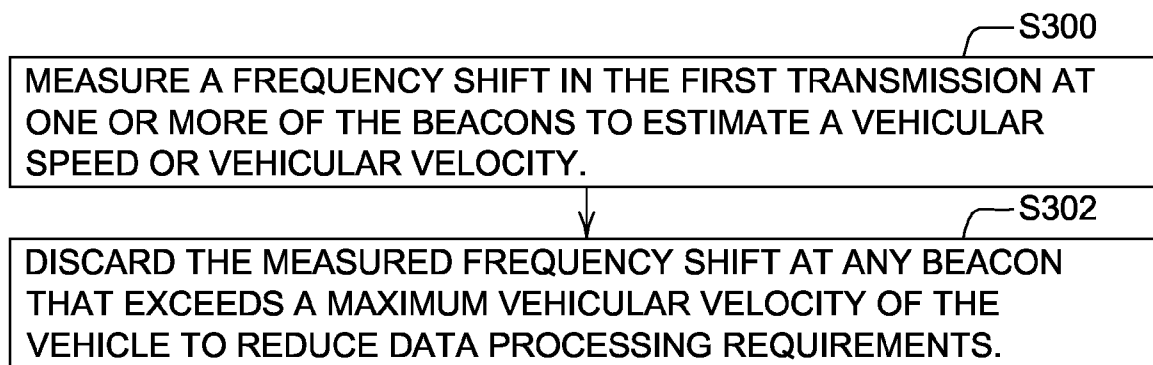 S300
MEASURE A FREQUENCY SHIFT IN THE FIRST TRANSMISSION AT
ONE OR MORE OF THE BEACONS TO ESTIMATE A VEHICULAR
SPEED OR VEHICULAR VELOCITY.
S302
DISCARD THE MEASURED FREQUENCY SHIFT AT ANY BEACON
THAT EXCEEDS A MAXIMUM VEHICULAR VELOCITY OF THE
VEHICLE TO REDUCE DATA PROCESSING REQUIREMENTS.